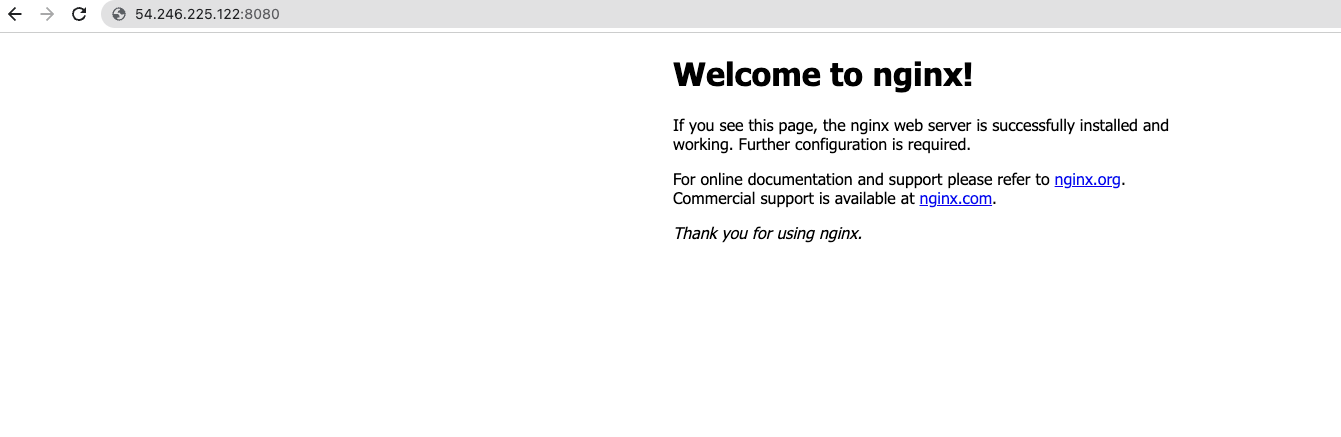 54.246.225.122:8080
Welcome to nginx!
If you see this page, the nginx web server is successfully installed and
working. Further configuration is required.
For online documentation and support please refer to nginx.org.
Commercial support is available at nginx.com.
Thank you for using nginx.